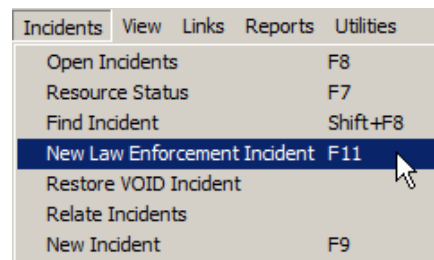 Incidents View Links Reports Utilities
Open Incidents F8
Resource Status F7
Find Incident Shift+F8
New Law Enforcement Incident F11
Restore VOID Incident
Relate Incidents
New Incident F9